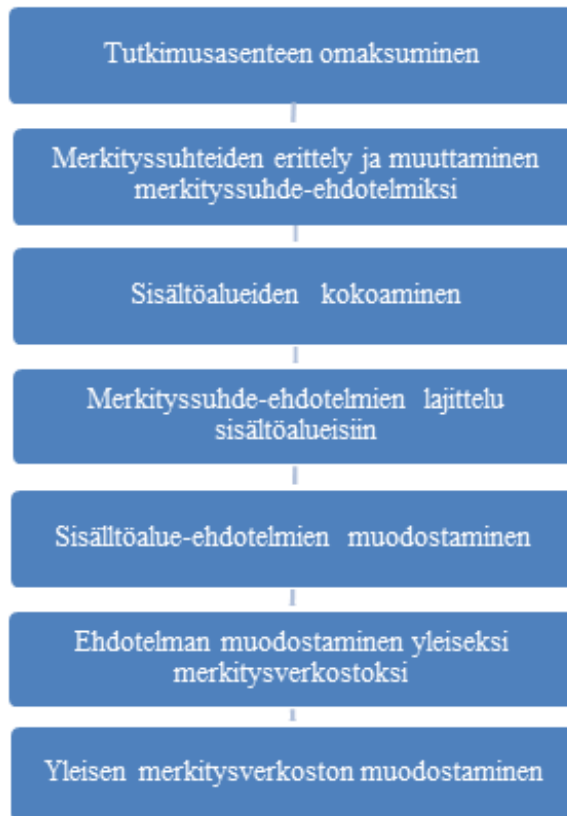 Tutkimusasenteen omaksuminen
Merkityssuhteiden erittely ja muuttaminen
merkityssuhde-ehdotelmiksi
Sisältöalueiden kokoaminen
Merkityssuhde-ehdotelmien lajittelu
sisältöalueisiin
Sisälltöalue-ehdotelmien muodostaminen
Ehdotelman muodostaminen yleiseksi
merkitysverkostoksi
Yleisen merkitysverkoston muodostaminen